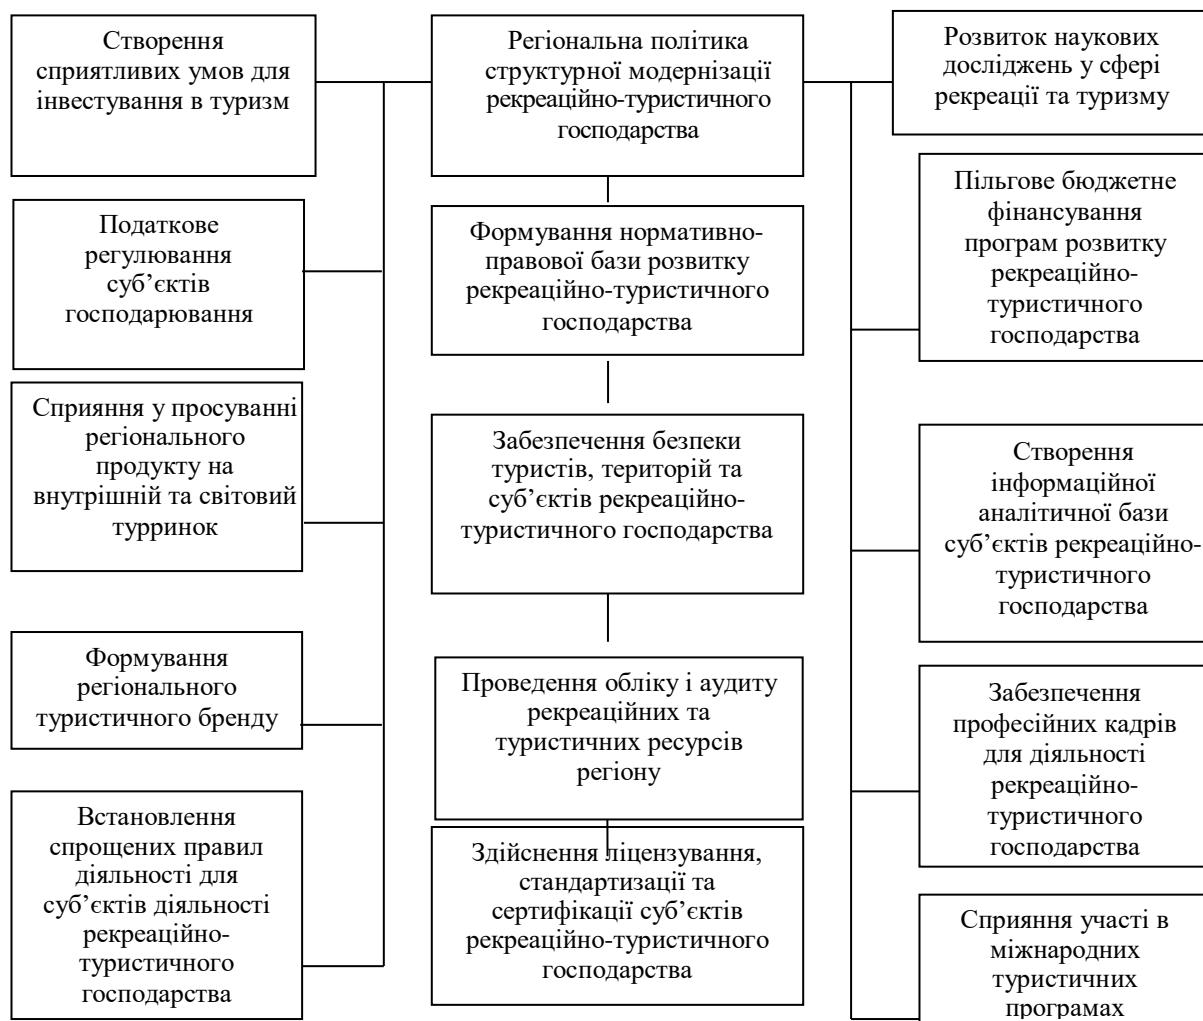 Створення
сприятливих умов для
інвестування в туризм
Податкове
регулювання
суб’єктів
господарювання
Сприяння у просуванні
регіонального
продукту на
внутрішній та світовий
турринок
Формування
регіонального
туристичного бренду
Встановлення
спрощених правил
діяльності для
суб’єктів діяльності
рекреаційно-
туристичного
господарства
Регіональна політика
структурної модернізації
рекреаційно-туристичного
господарства
Формування нормативно-
правової бази розвитку
рекреаційно-туристичного
господарства
Забезпечення безпеки
туристів, територій та
суб’єктів рекреаційно-
туристичного господарства
Проведення обліку і аудиту
рекреаційних та
туристичних ресурсів
регіону
Здійснення ліцензування,
стандартизації та
сертифікації суб’єктів
рекреаційно-туристичного
господарства
Розвиток наукових
досліджень у сфері
рекреації та туризму
Пільгове бюджетне
фінансування
програм розвитку
рекреаційно-
туристичного
господарства
Створення
інформаційної
аналітичної бази
суб’єктів рекреаційно-
туристичного
господарства
Забезпечення
професійних кадрів
для діяльності
рекреаційно-
туристичного
господарства
Сприяння участі в
міжнародних
туристичних
програмах